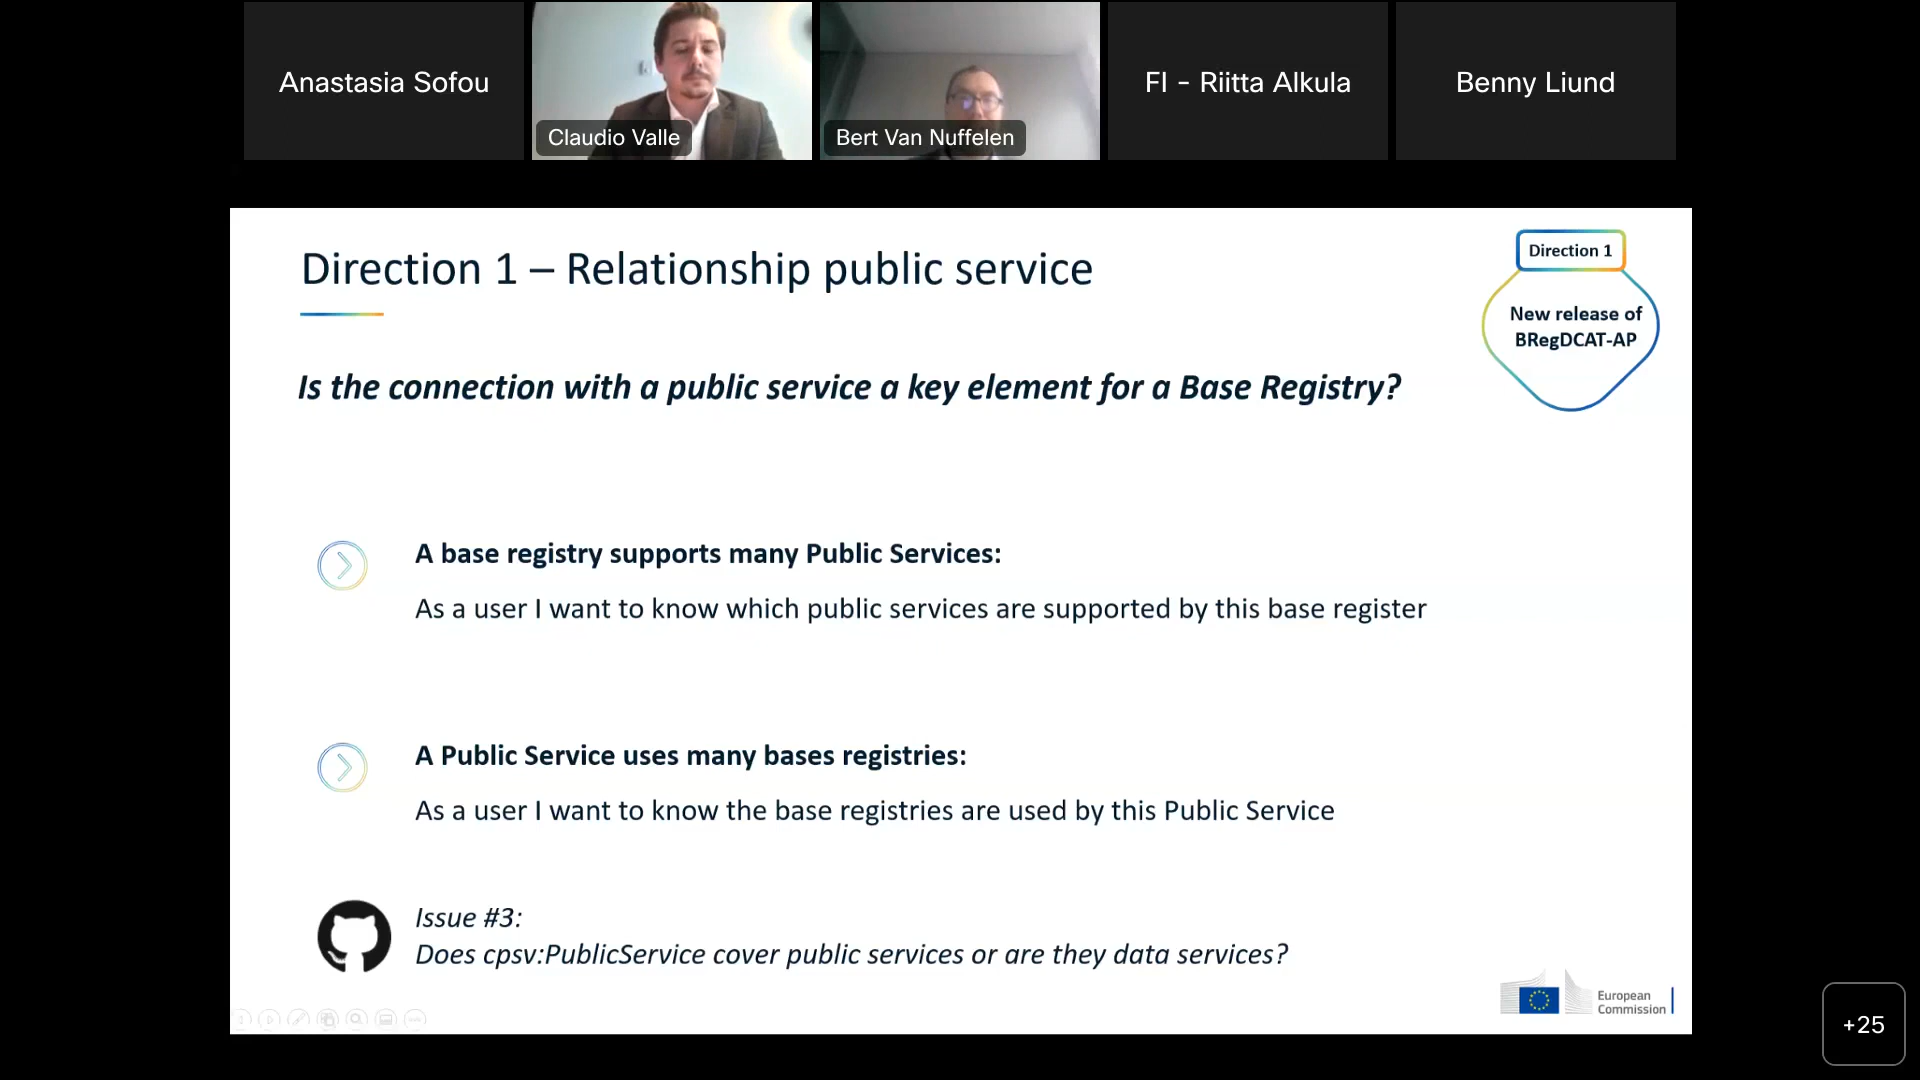 Anastasia Sofou
Claudio Valle
Bert Van Nuffelen
FI - Riitta Alkula
Benny Liund
Direction 1 – Relationship public service
Direction 1
New release of
BRegDCAT-AP
Is the connection with a public service a key element for a Base Registry?
A base registry supports many Public Services:
As a user I want to know which public services are supported by this base register
A Public Service uses many bases registries:
As a user I want to know the base registries are used by this Public Service
Issue #3:
Does cpsv:PublicService cover public services or are they data services?
European
Commission
+25